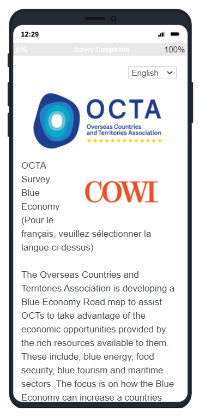 12:29
0% Survey Completion 100%
English
OCTA
Overseas Countries
and Territories Association
COWI
OCTA
Survey
Blue
Economy
(Pour le
français, veuillez sélectionner la
langue ci-dessus)
The Overseas Countries and
Territories Association is developing a
Blue Economy Road map to assist
OCTs to take advantage of the
economic opportunities provided by
the rich resources available to them.
These include, blue energy, food
security, blue tourism and maritime
sectors. The focus is on how the Blue
Economy can increase a countries